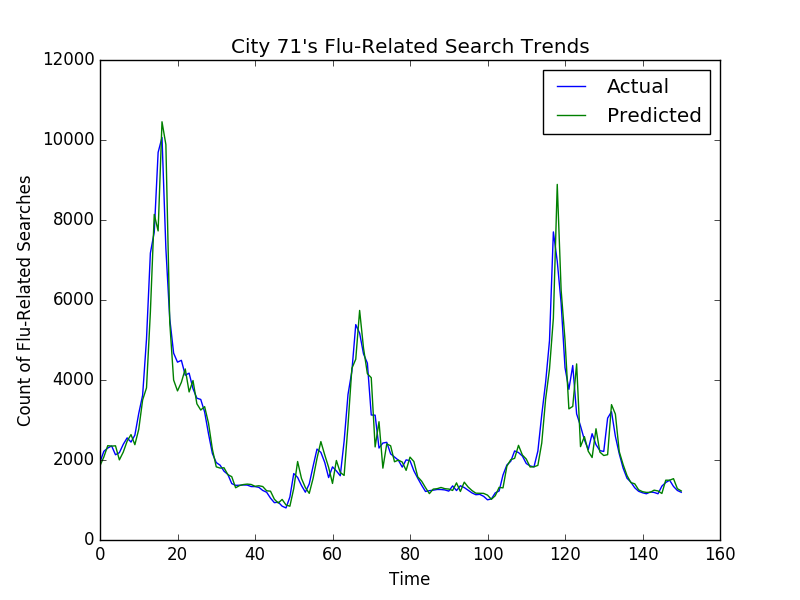 City 71's Flu-Related Search Trends
12000
10000
8000
6000
4000
2000
0
Count of Flu-Related Searches
Actual
Predicted
0 20 40 60 80 100 120 140 160
Time